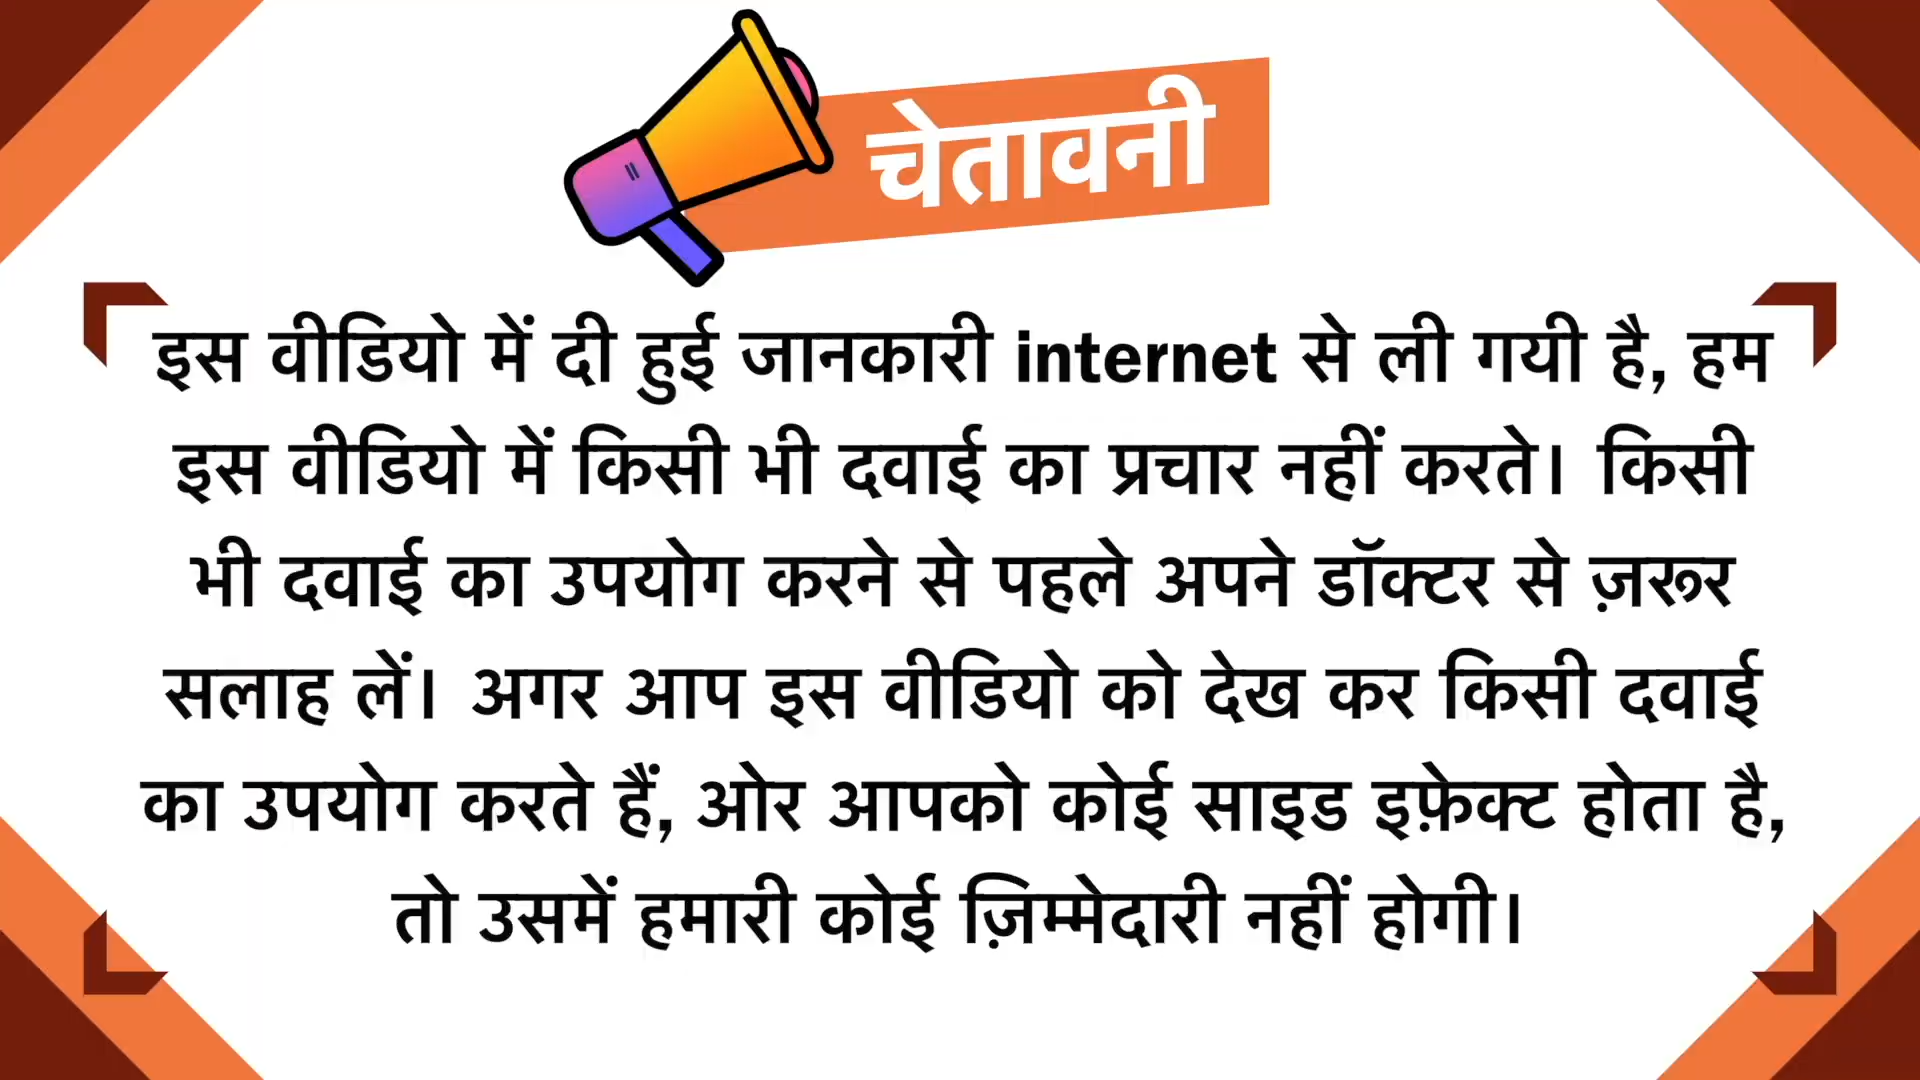 चेतावनी
इस वीडियो में दी हुई जानकारी internet से ली गयी है, हम
इस वीडियो में किसी भी दवाई का प्रचार नहीं करते। किसी
भी दवाई का उपयोग करने से पहले अपने डॉक्टर से ज़रूर
सलाह लें। अगर आप इस वीडियो को देख कर किसी दवाई
का उपयोग करते हैं, ओर आपको कोई साइड इफ़ेक्ट होता है,
तो उसमें हमारी कोई ज़िम्मेदारी नहीं होगी।